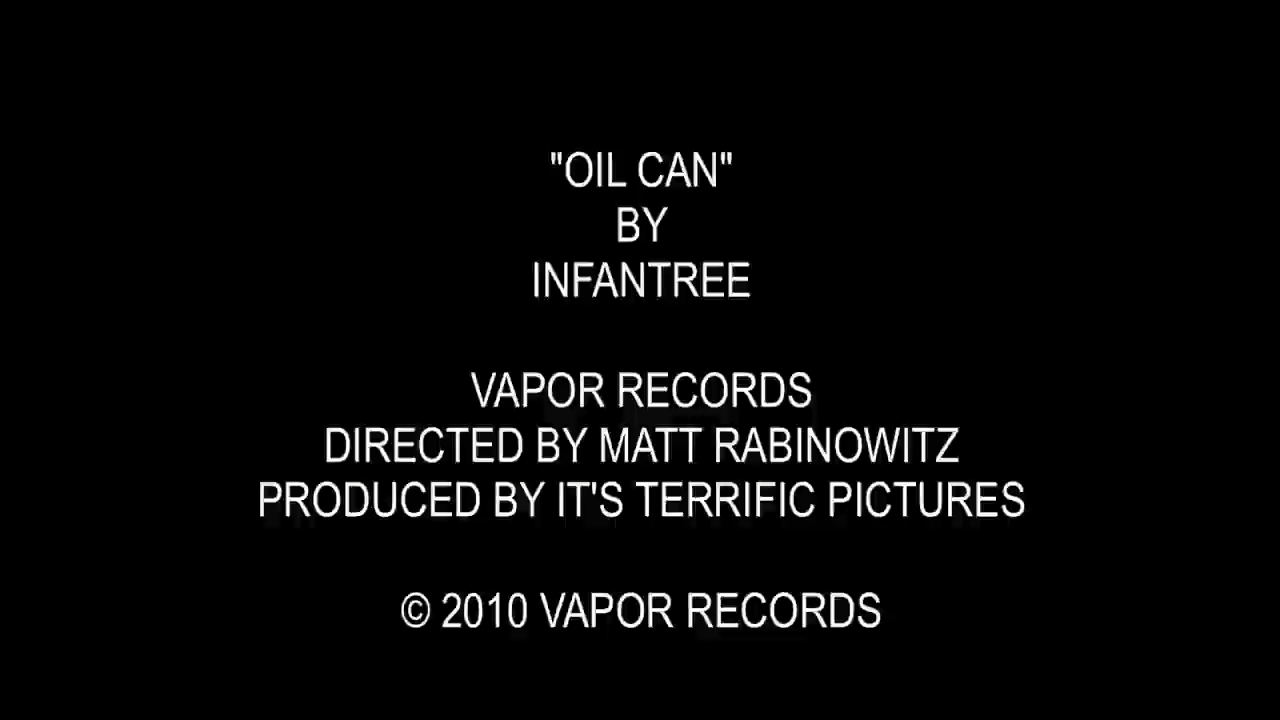 "OIL CAN"
BY
INFANTREE
VAPOR RECORDS
DIRECTED BY MATT RABINOWITZ
PRODUCED BY IT'S TERRIFIC PICTURES
© 2010 VAPOR RECORDS